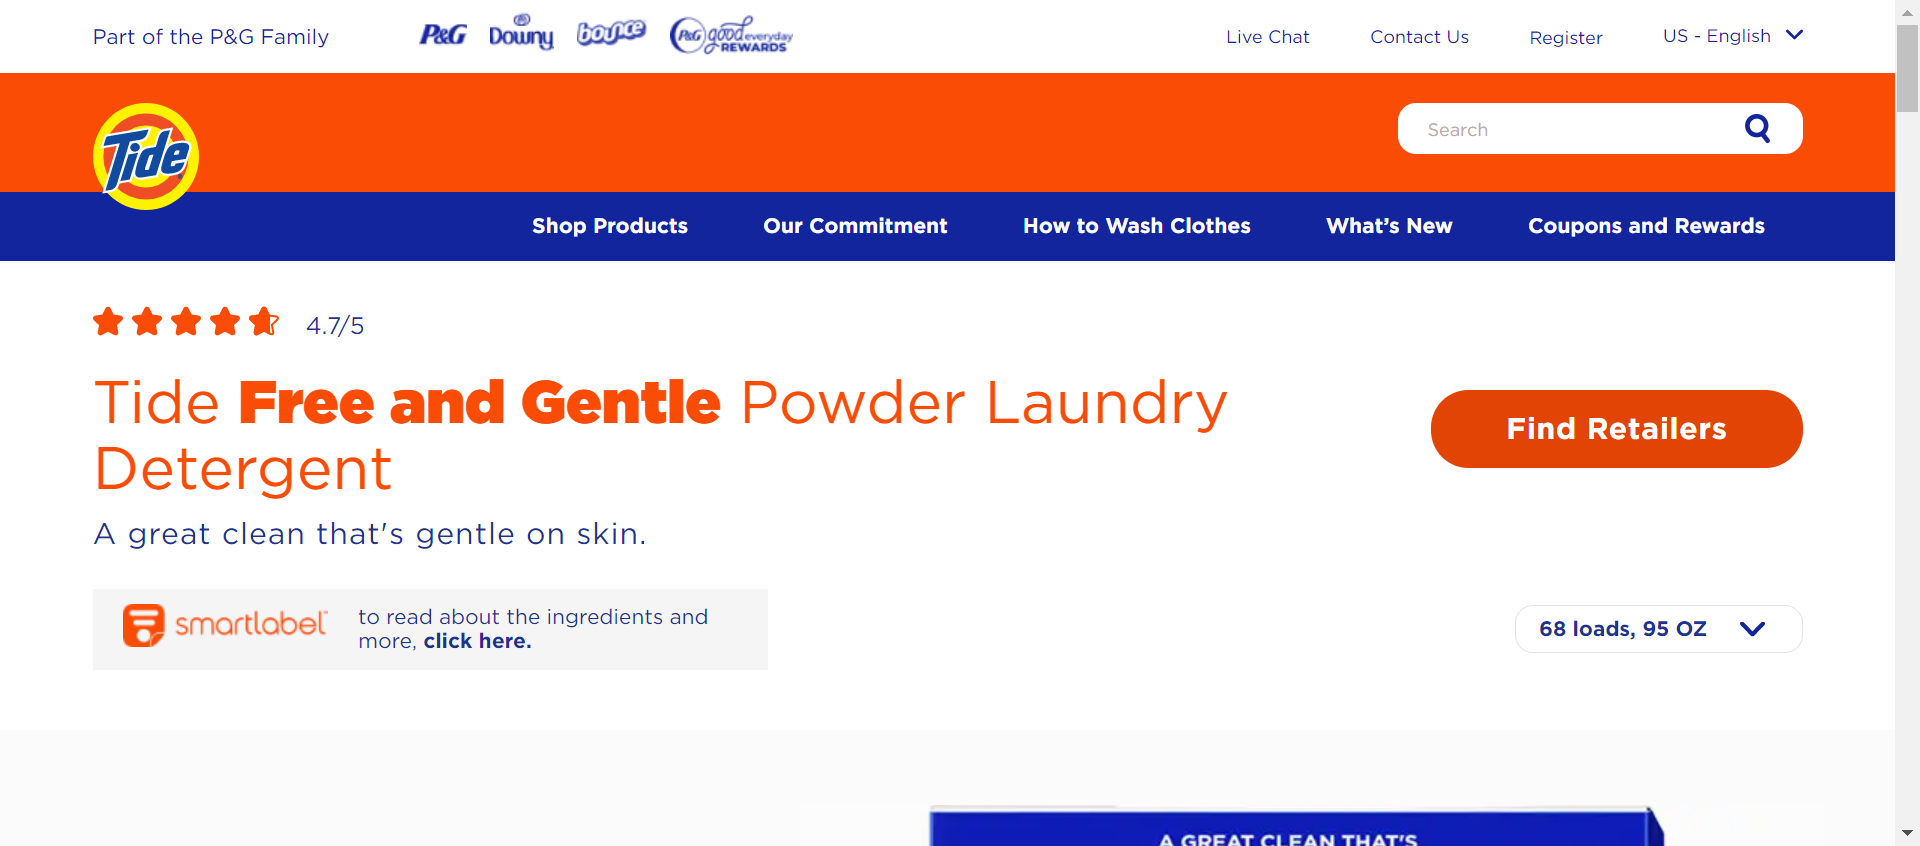 Part of the P&G Family
P&G
Downy
bounce
P&G good everyday REWARDS
Live Chat
Contact Us
Register
US - English
Tide
Search
Shop Products
Our Commitment
How to Wash Clothes
What’s New
Coupons and Rewards
4.7/5
Tide Free and Gentle Powder Laundry
Detergent
Find Retailers
A great clean that's gentle on skin.
smartlabel™
to read about the ingredients and
more, click here.
68 loads, 95 OZ
A GREAT CLEAN THAT'S